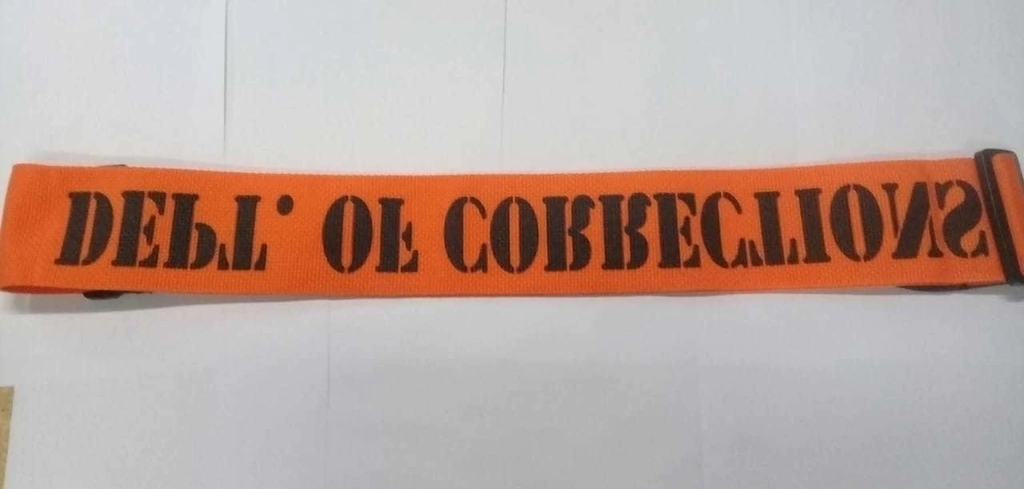 DEPT. OF CORRECTIONS